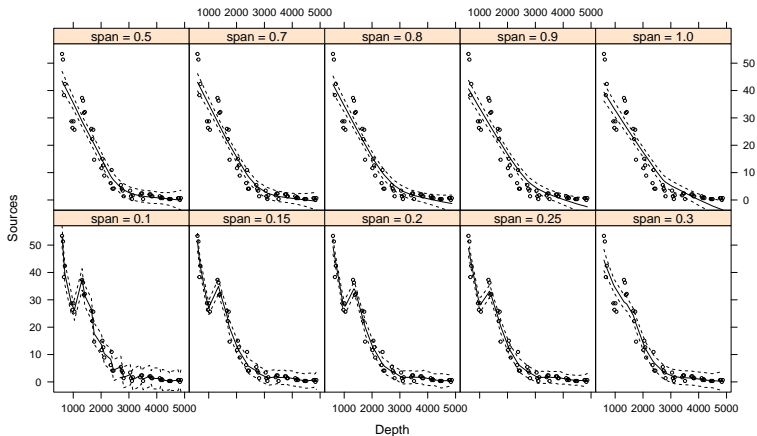 1000 2000 3000 4000 5000
1000 2000 3000 4000 5000
span = 0.5
span = 0.7
span = 0.8
span = 0.9
span = 1.0
50
40
30
20
10
0
Sources
span = 0.1
span = 0.15
span = 0.2
span = 0.25
span = 0.3
50
40
30
20
10
0
1000 2000 3000 4000 5000
1000 2000 3000 4000 5000
1000 2000 3000 4000 5000
Depth